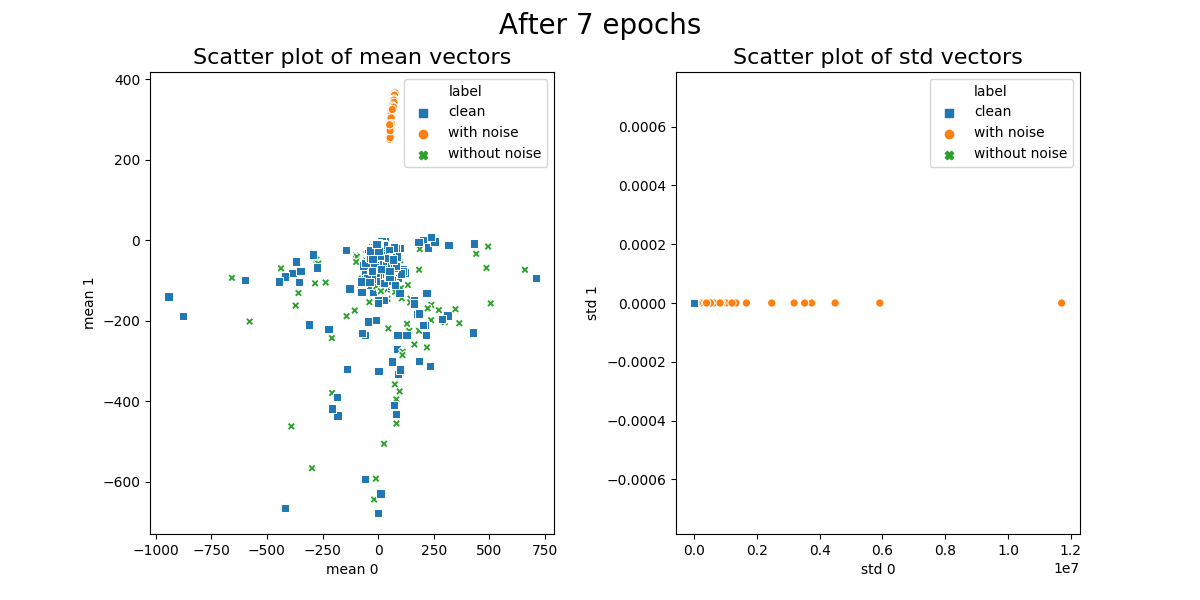 After 7 epochs
Scatter plot of mean vectors
400
200
0
−200
−400
−600
mean 1
−1000
−750
−500
−250
0
250
500
750
mean 0
label
clean
with noise
without noise
Scatter plot of std vectors
0.0006
0.0004
0.0002
0.0000
−0.0002
−0.0004
−0.0006
std 1
0.0
0.2
0.4
0.6
0.8
1.0
1.2
1e7
std 0
label
clean
with noise
without noise